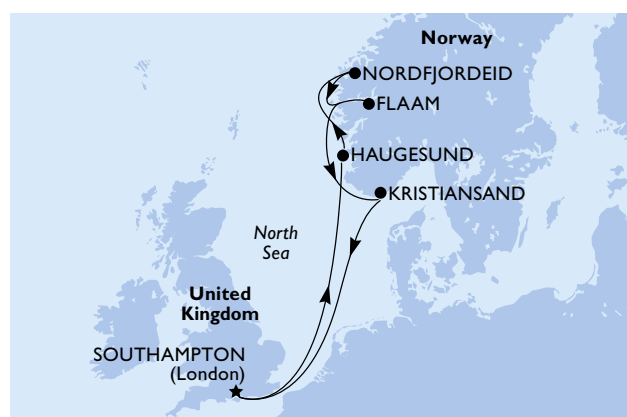 Norway
NORDFJORDEID
FLAAM
HAUGESUND
KRISTIANSAND
North
Sea
United
Kingdom
SOUTHAMPTON
(London)